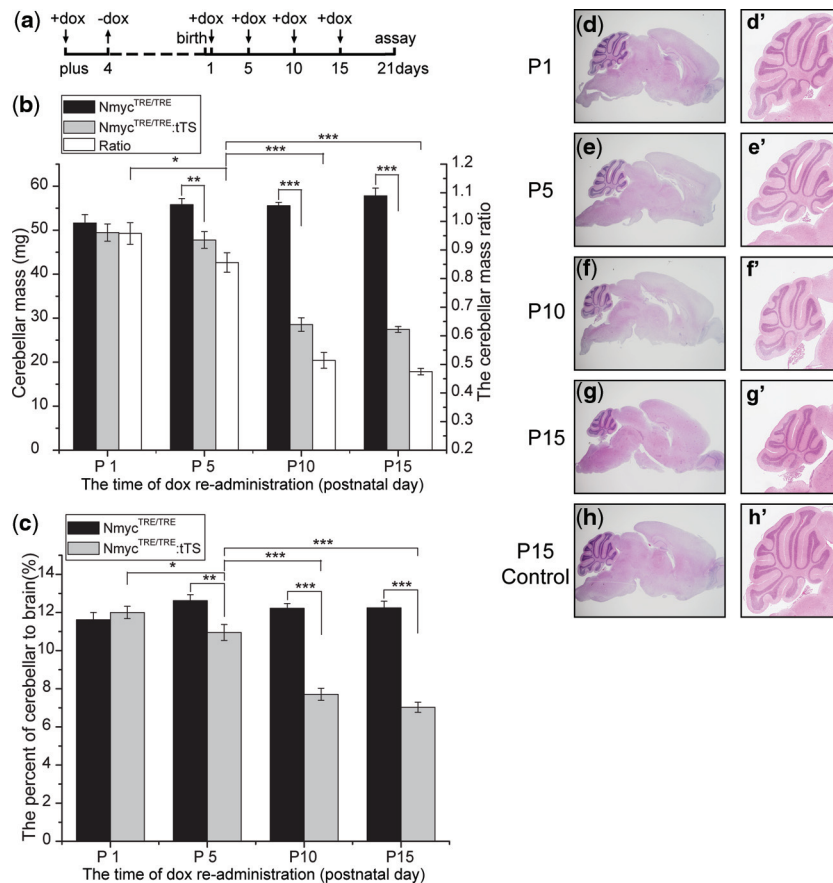 (a)
+dox -dox +dox +dox +dox +dox
birth assay
plus 4 1 5 10 15 21days
(b)
Nmyc^TRE/TRE
Nmyc^TRE/TRE:tTS
Ratio
* *** ***
** *** ***
Cerebellar mass (mg)
60
50
40
30
20
10
0
1.2
1.1
1.0
0.9
0.8
0.7
0.6
0.5
0.4
0.3
0.2
The cerebellar mass ratio
P 1 P 5 P10 P15
The time of dox re-administration (postnatal day)
(c)
Nmyc^TRE/TRE
Nmyc^TRE/TRE:tTS
* *** ***
** *** ***
The percent of cerebellar to brain(%)
14
12
10
8
6
4
2
0
P 1 P 5 P10 P15
The time of dox re-administration (postnatal day)
P1 (d) d’
P5 (e) e’
P10 (f) f’
P15 (g) g’
P15
Control (h) h’